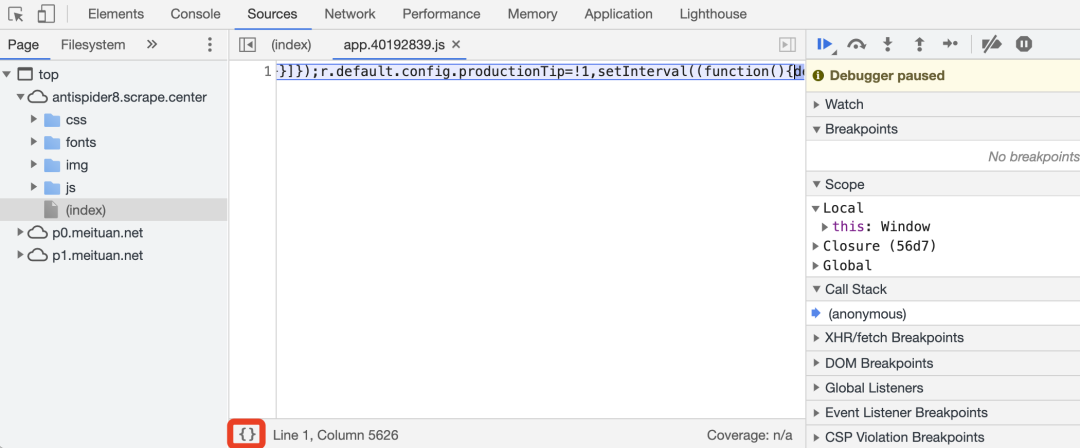 Elements Console Sources Network Performance Memory Application Lighthouse
Page Filesystem »
(index) app.40192839.js ×
top
antispider8.scrape.center
css
fonts
img
js
(index)
p0.meituan.net
p1.meituan.net
1 }]});r.default.config.productionTip=!1,setInterval((function(){de
{} Line 1, Column 5626 Coverage: n/a
Debugger paused
Watch
Breakpoints
No breakpoints
Scope
Local
this: Window
Closure (56d7)
Global
Call Stack
(anonymous)
XHR/fetch Breakpoints
DOM Breakpoints
Global Listeners
Event Listener Breakpoints
CSP Violation Breakpoints